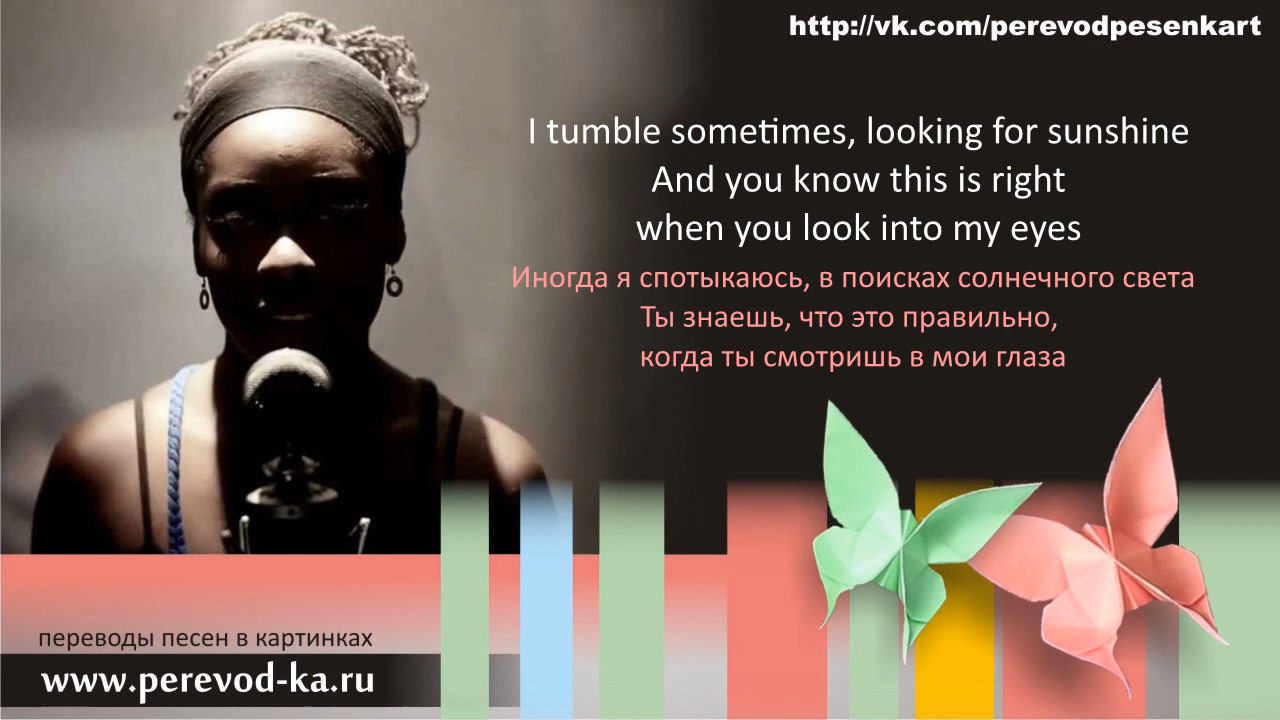 http://vk.com/perevodpesenkart
I tumble sometimes, looking for sunshine
And you know this is right
when you look into my eyes
Иногда я спотыкаюсь, в поисках солнечного света
Ты знаешь, что это правильно,
когда ты смотришь в мои глаза
переводы песен в картинках
www.perevod-ka.ru